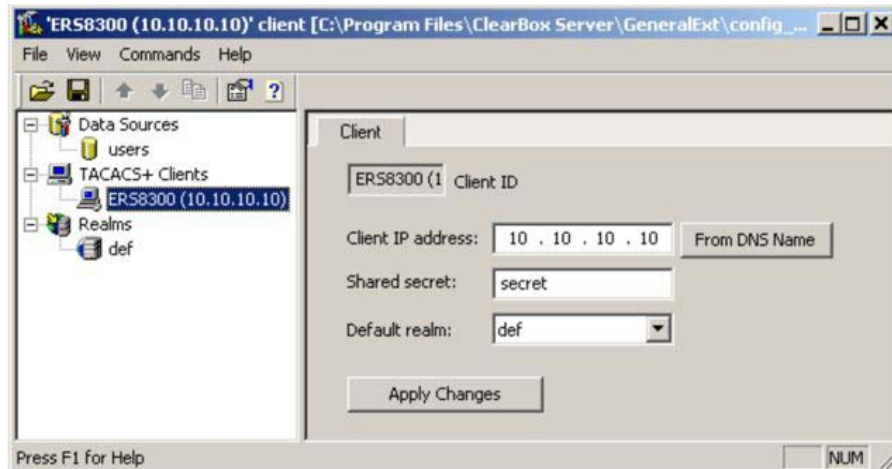 'ERS8300 (10.10.10.10)' client [C:\Program Files\ClearBox Server\GeneralExt\config_...
File View Commands Help
Data Sources
users
TACACS+ Clients
ERS8300 (10.10.10.10)
Realms
def
Client
ERS8300 (1 Client ID
Client IP address: 10 . 10 . 10 . 10 From DNS Name
Shared secret: secret
Default realm: def
Apply Changes
Press F1 for Help NUM